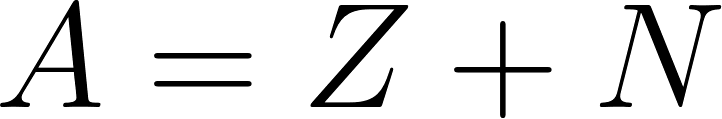 A = Z + N